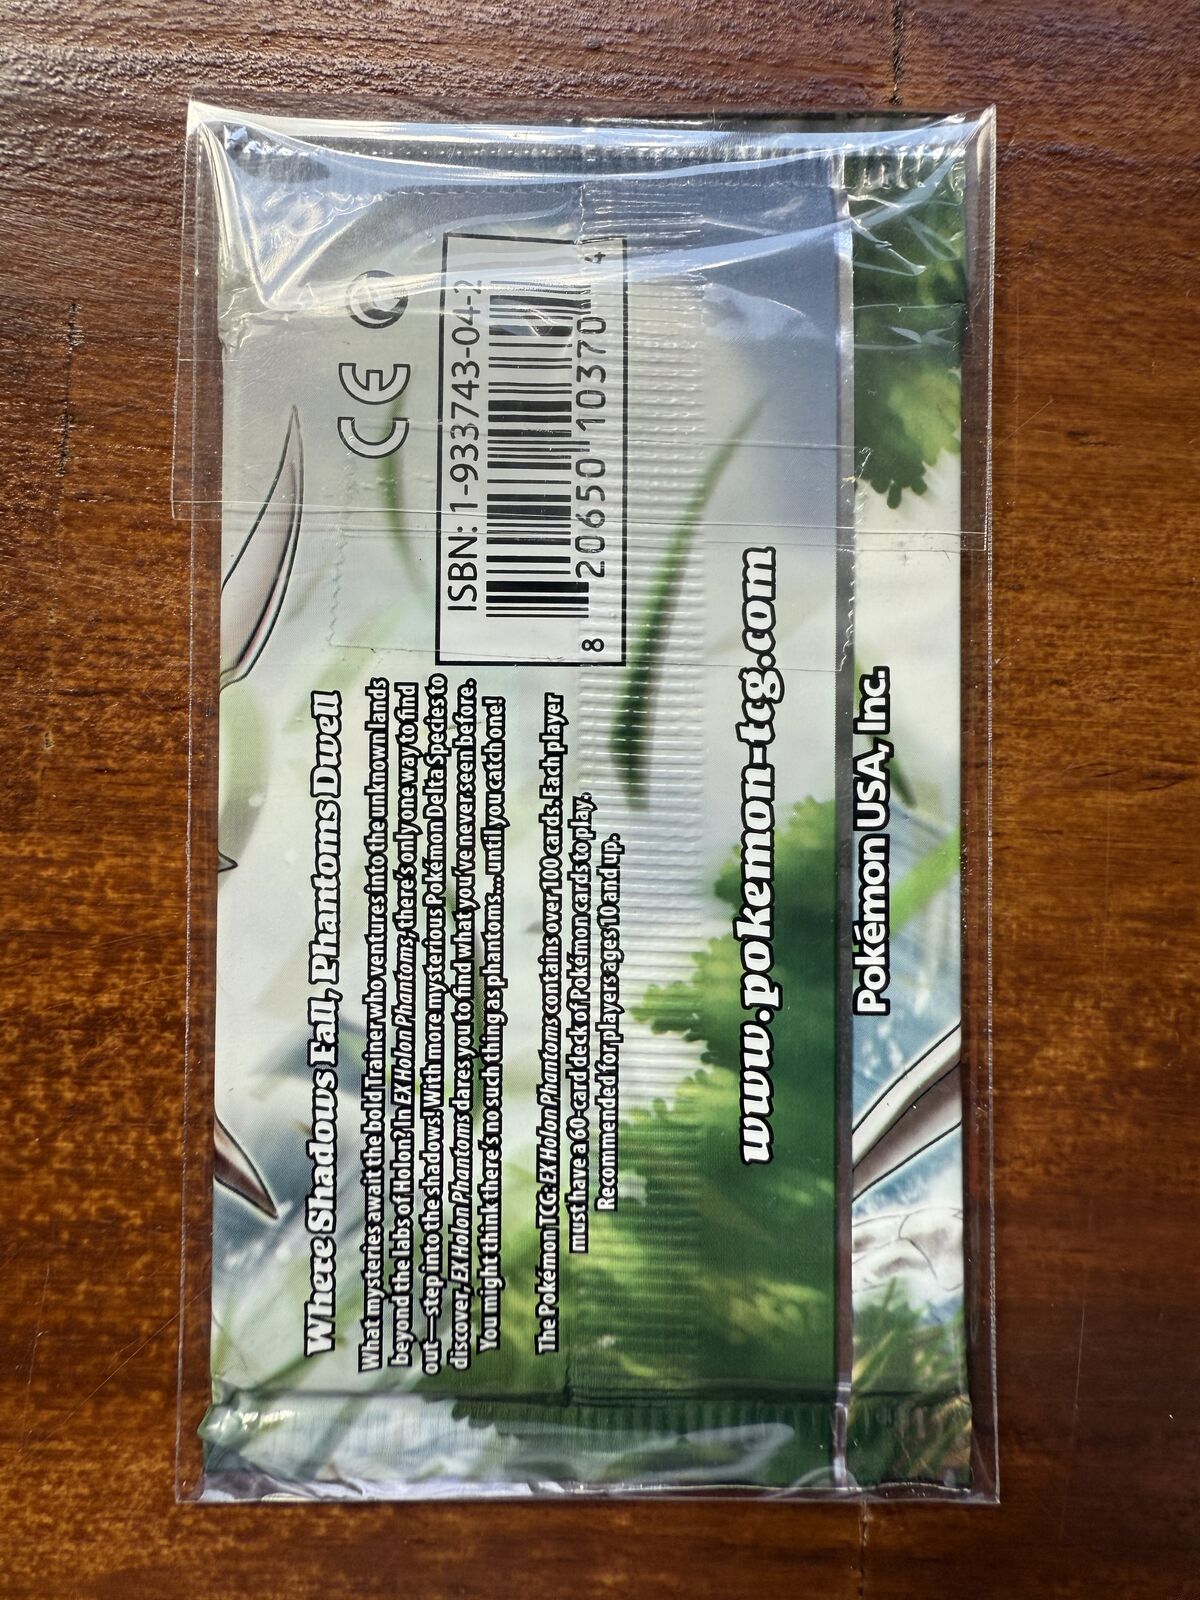 Where Shadows Fall, Phantoms Dwell
What mysteries await the bold Trainer who ventures into the unknown lands
beyond the labs of Holon? In EX Holon Phantoms, there's only one way to find
out—step into the shadows! With more mysterious Pokémon Delta Species to
discover, EX Holon Phantoms dares you to find what you've never seen before.
You might think there's no such thing as phantoms... until you catch one!
The Pokémon TCG: EX Holon Phantoms contains over 100 cards. Each player
must have a 60-card deck of Pokémon cards to play.
Recommended for players ages 10 and up.
CE
ISBN: 1-933743-04-2
8 20650 10370 4
www.pokemon-tcg.com
Pokémon USA, Inc.